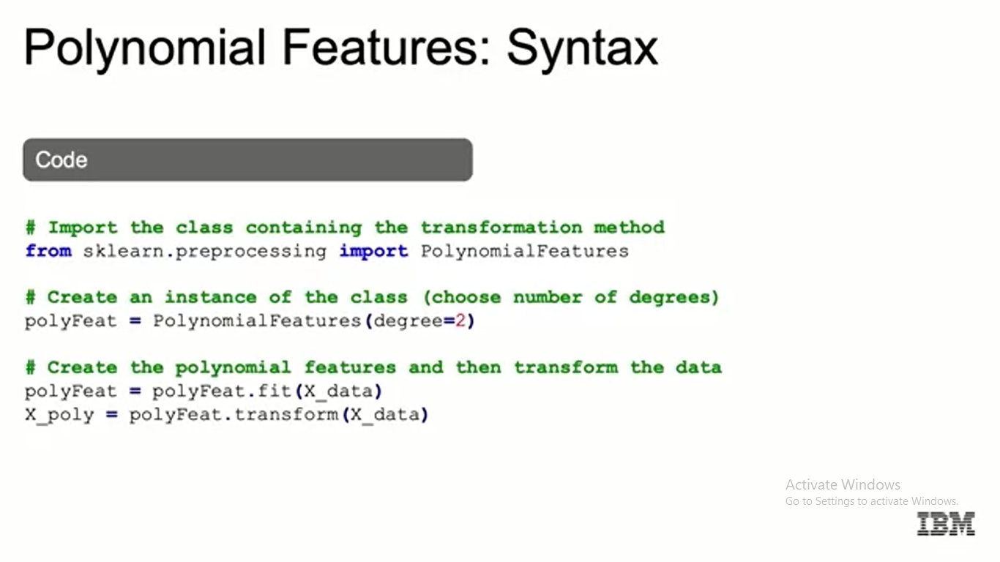 Polynomial Features: Syntax
Code
# Import the class containing the transformation method
from sklearn.preprocessing import PolynomialFeatures
# Create an instance of the class (choose number of degrees)
polyFeat = PolynomialFeatures(degree=2)
# Create the polynomial features and then transform the data
polyFeat = polyFeat.fit(X_data)
X_poly = polyFeat.transform(X_data)
Activate Windows
Go to Settings to activate Windows.
IBM